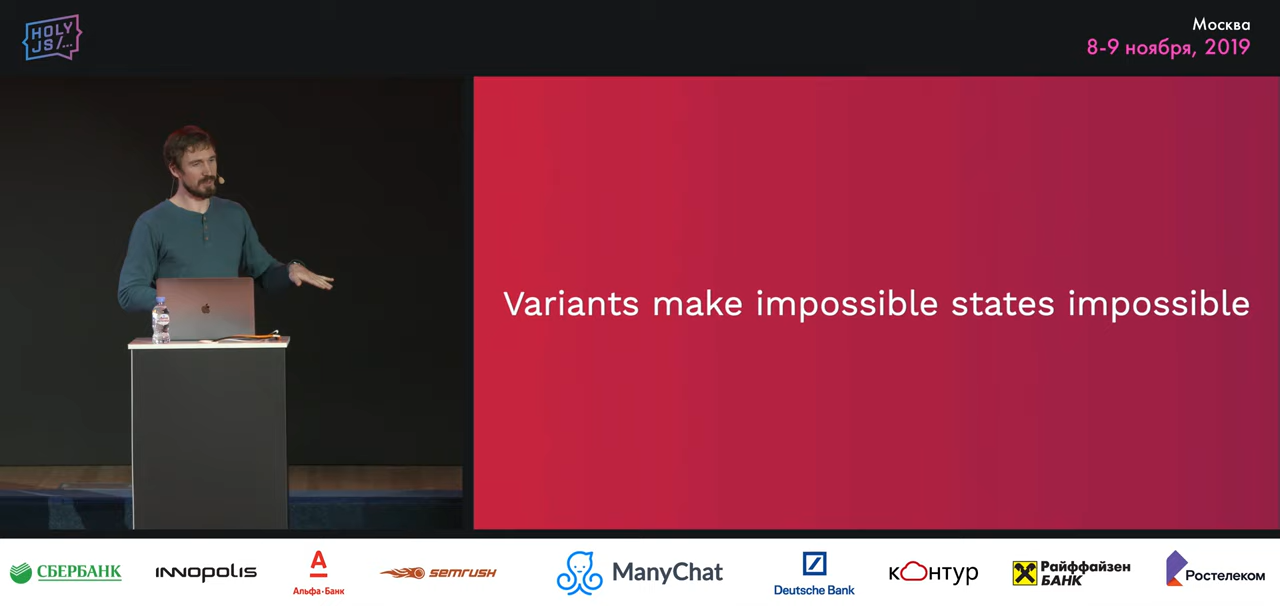 HOLY
JS/...
Москва
8-9 ноября, 2019
Variants make impossible states impossible
СБЕРБАНК
INNOPOLIS
А
Альфа·Банк
semrush
ManyChat
Deutsche Bank
кОнтур
Райффайзен
БАНК
Ростелеком